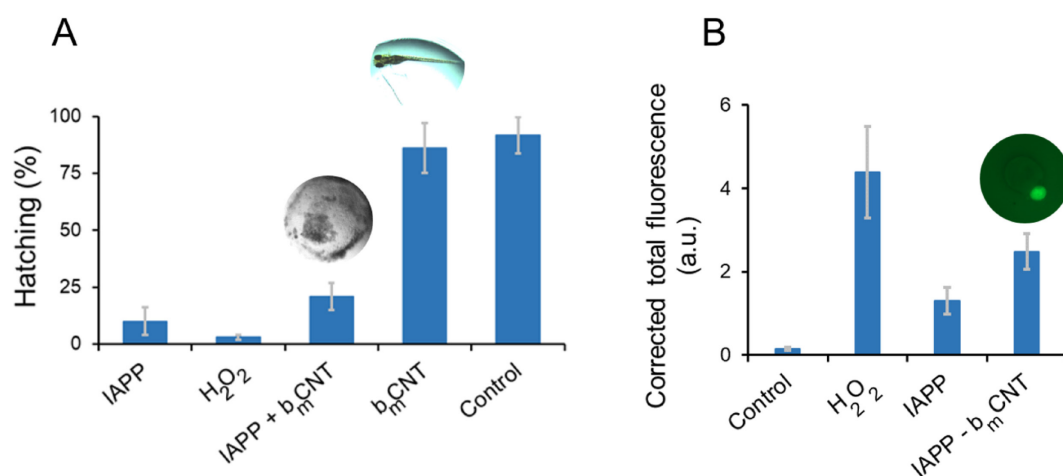 A
Hatching (%)
100
75
50
25
0
IAPP
H₂O₂
IAPP + bₘCNT
bₘCNT
Control
B
Corrected total fluorescence
(a.u.)
6
4
2
0
Control
H₂O₂
IAPP
IAPP - bₘCNT